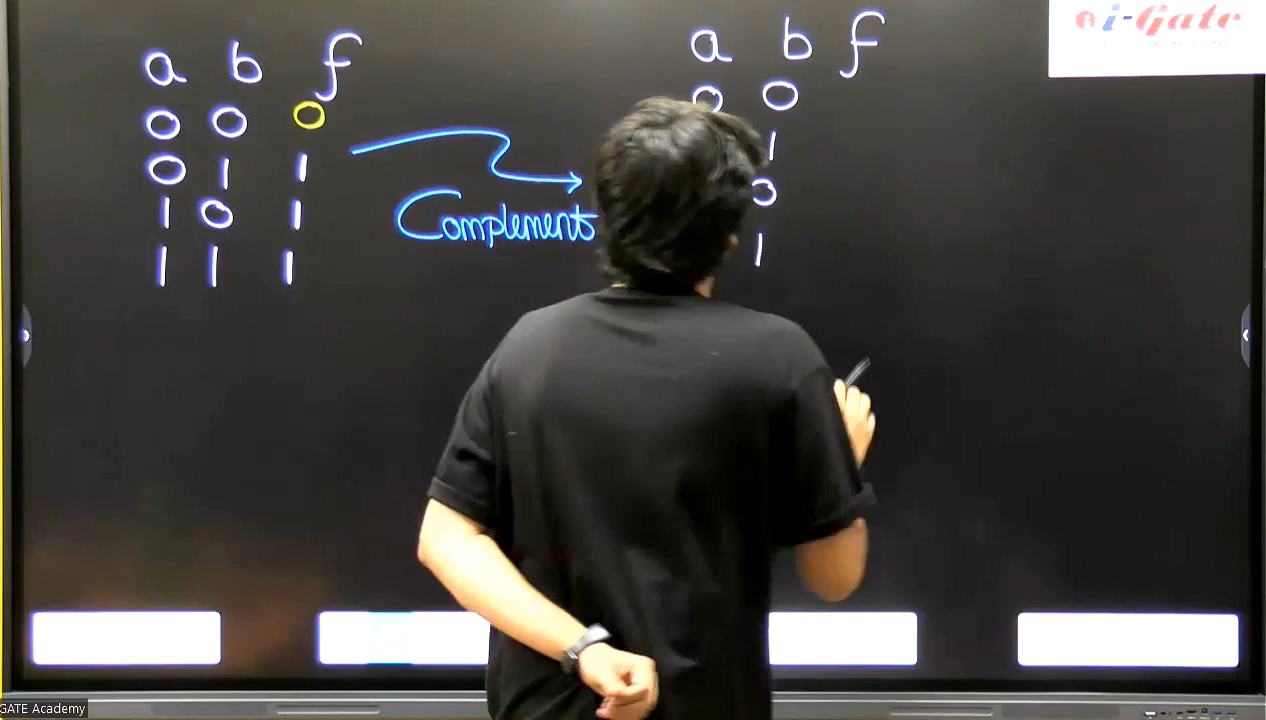 a b f
0 0 0
0 1 1
1 0 1
1 1 1
Complement
a b f
0 0
1
0
1
i-Gate
GATE Academy